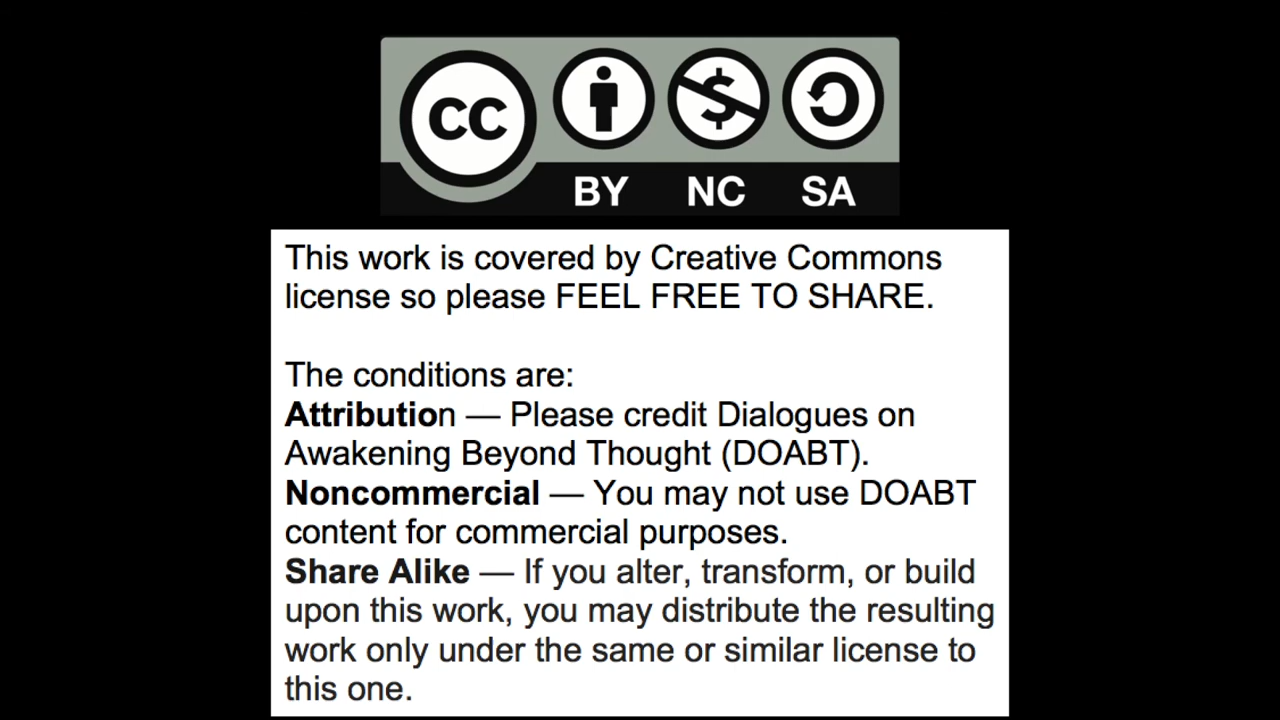 CC
BY NC SA
This work is covered by Creative Commons
license so please FEEL FREE TO SHARE.
The conditions are:
Attribution — Please credit Dialogues on
Awakening Beyond Thought (DOABT).
Noncommercial — You may not use DOABT
content for commercial purposes.
Share Alike — If you alter, transform, or build
upon this work, you may distribute the resulting
work only under the same or similar license to
this one.